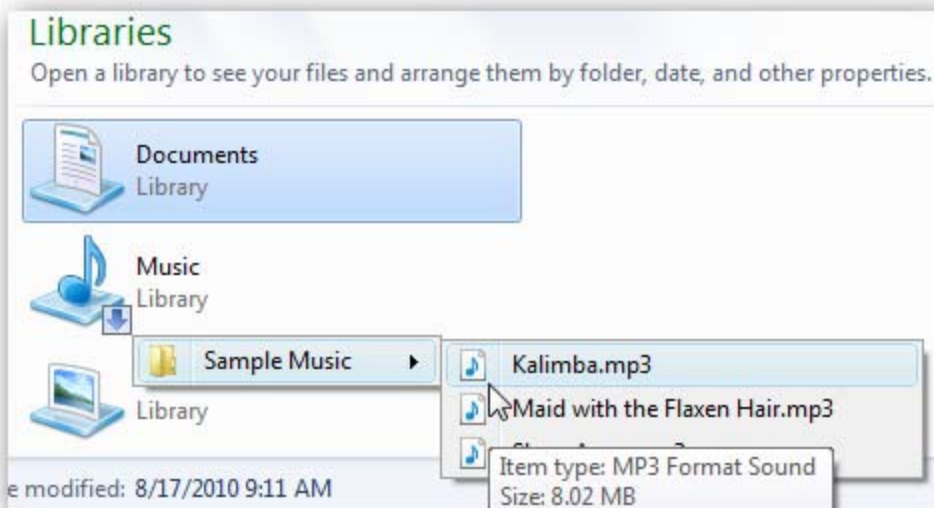 Libraries
Open a library to see your files and arrange them by folder, date, and other properties.
Documents
Library
Music
Library
Sample Music
Kalimba.mp3
Maid with the Flaxen Hair.mp3
Library
Item type: MP3 Format Sound
Size: 8.02 MB
e modified: 8/17/2010 9:11 AM